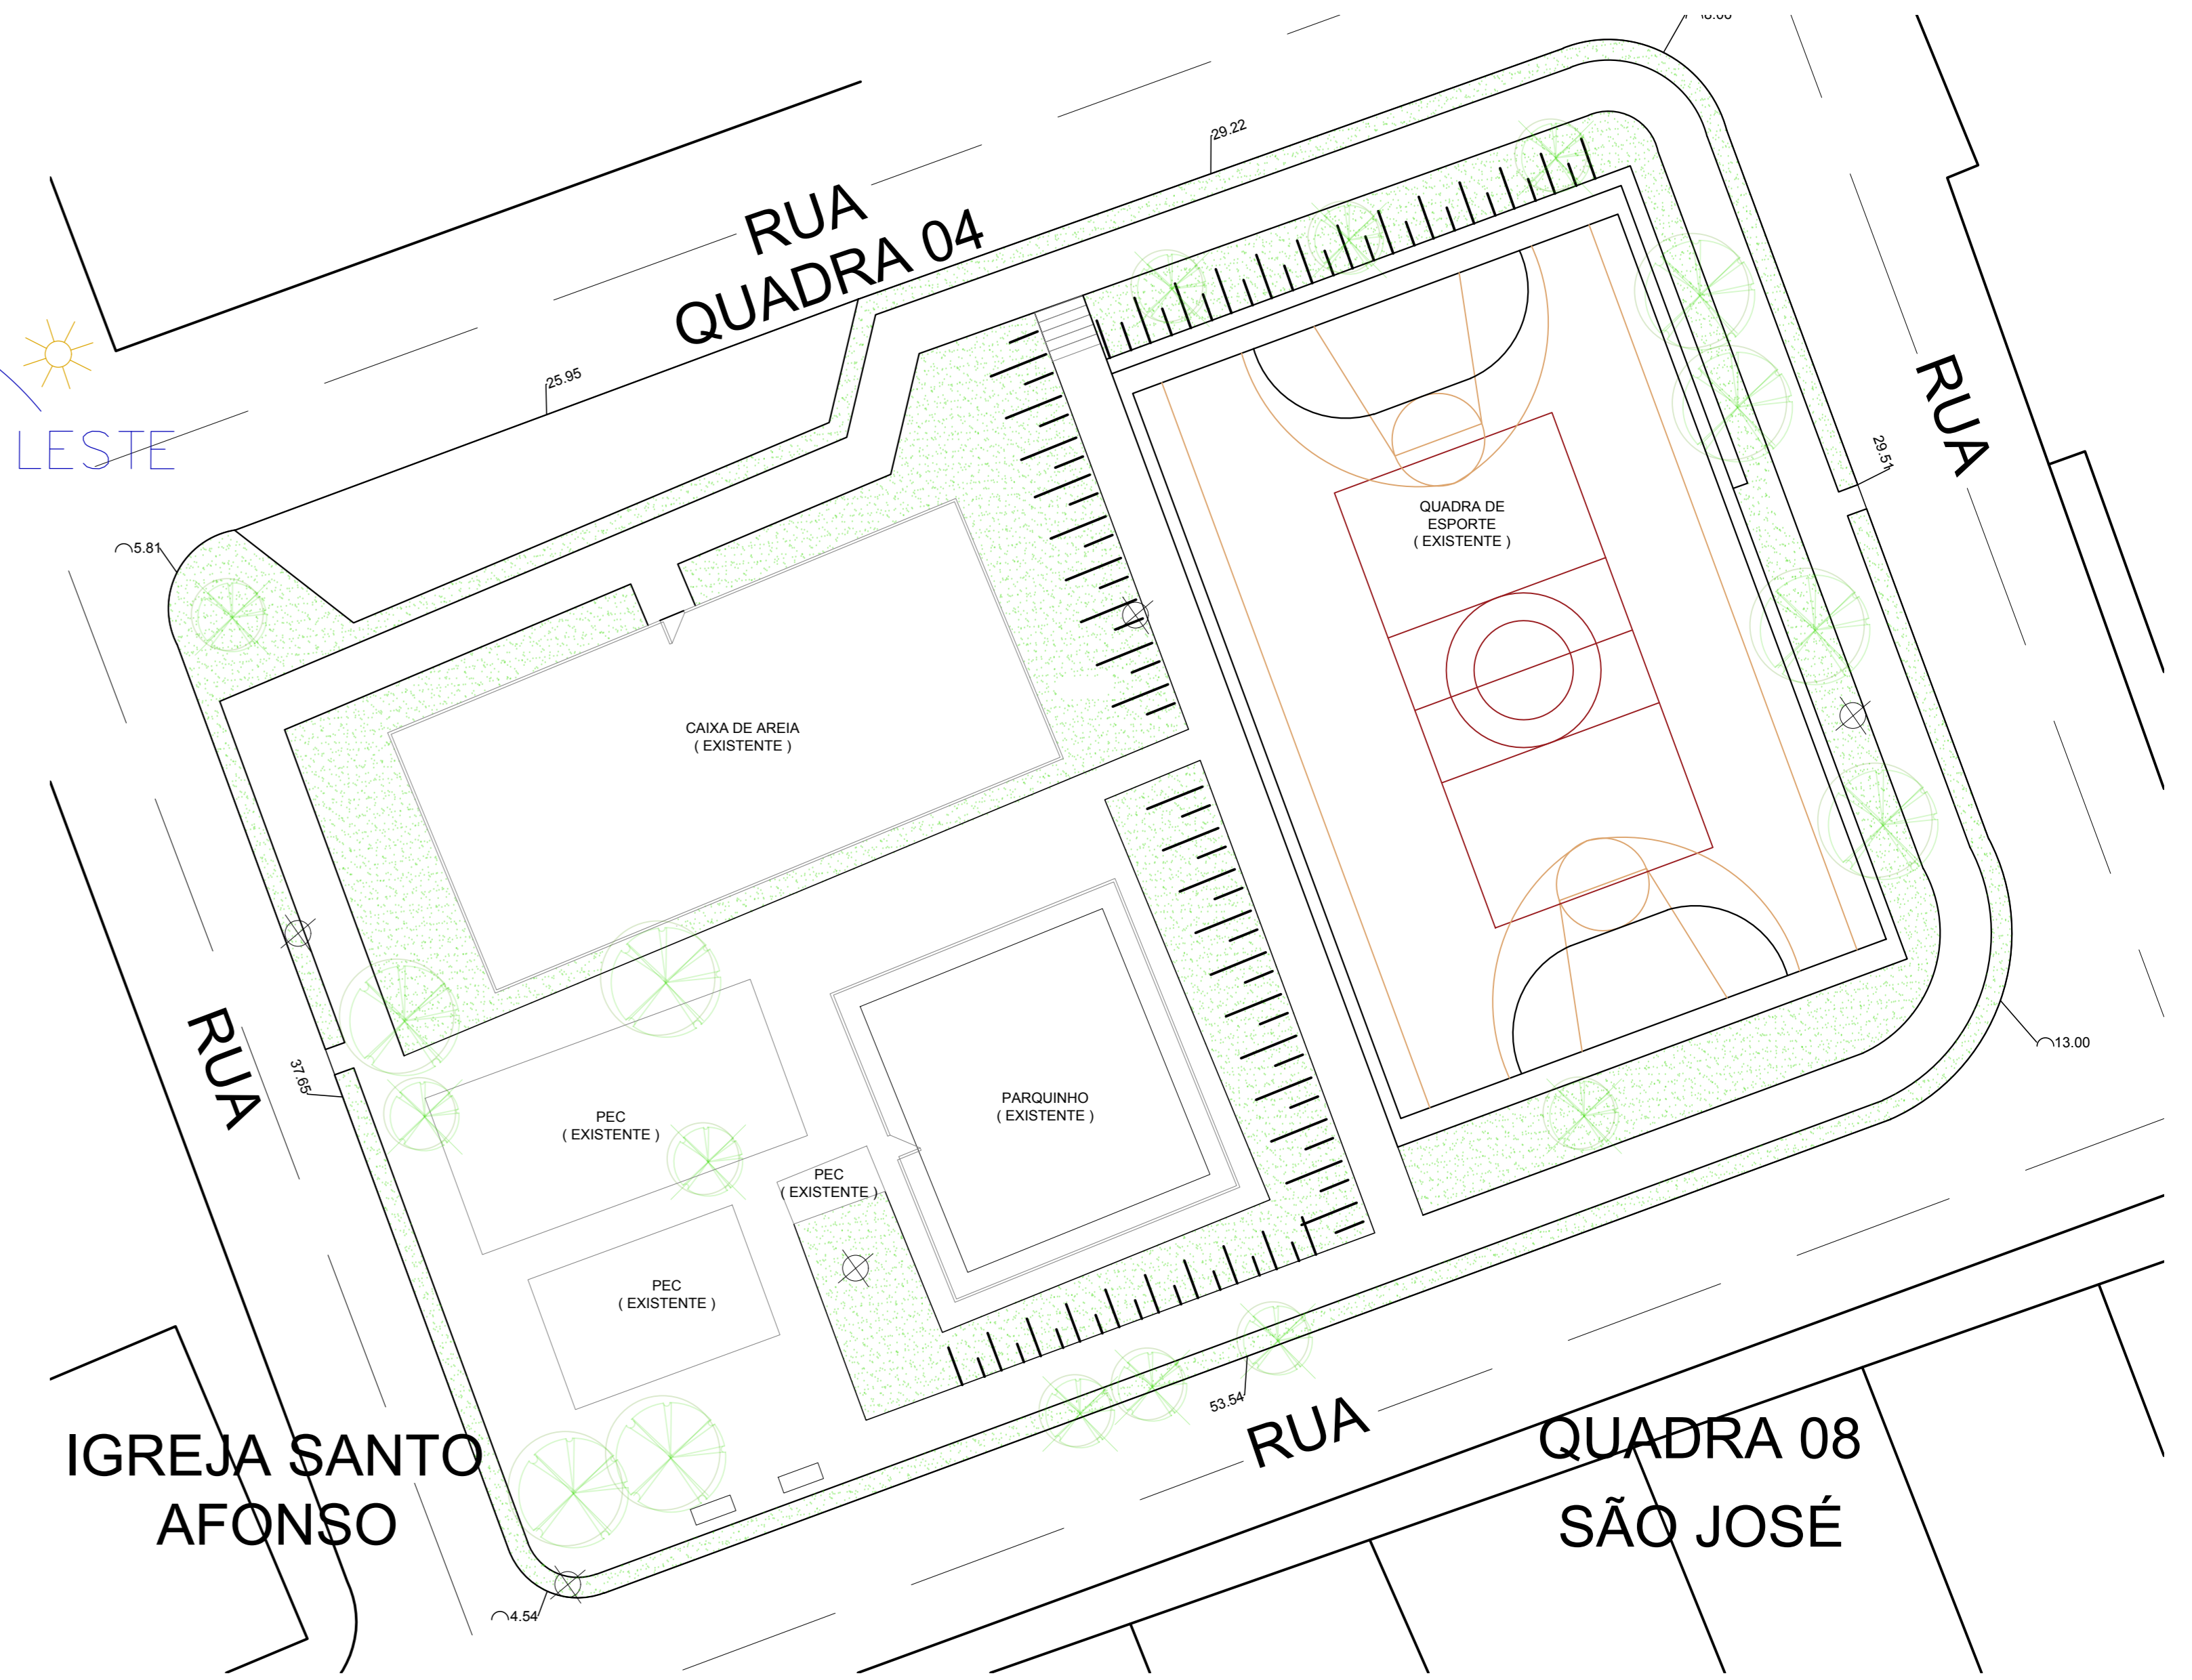 29.22
RUA
QUADRA 04
25.95
LESTE
RUA
29.51
5.81
QUADRA DE
ESPORTE
( EXISTENTE )
CAIXA DE AREIA
( EXISTENTE )
RUA
37.65
13.00
PARQUINHO
( EXISTENTE )
PEC
( EXISTENTE )
PEC
( EXISTENTE )
PEC
( EXISTENTE )
53.54
RUA
IGREJA SANTO
AFONSO
QUADRA 08
SÃO JOSÉ
4.54